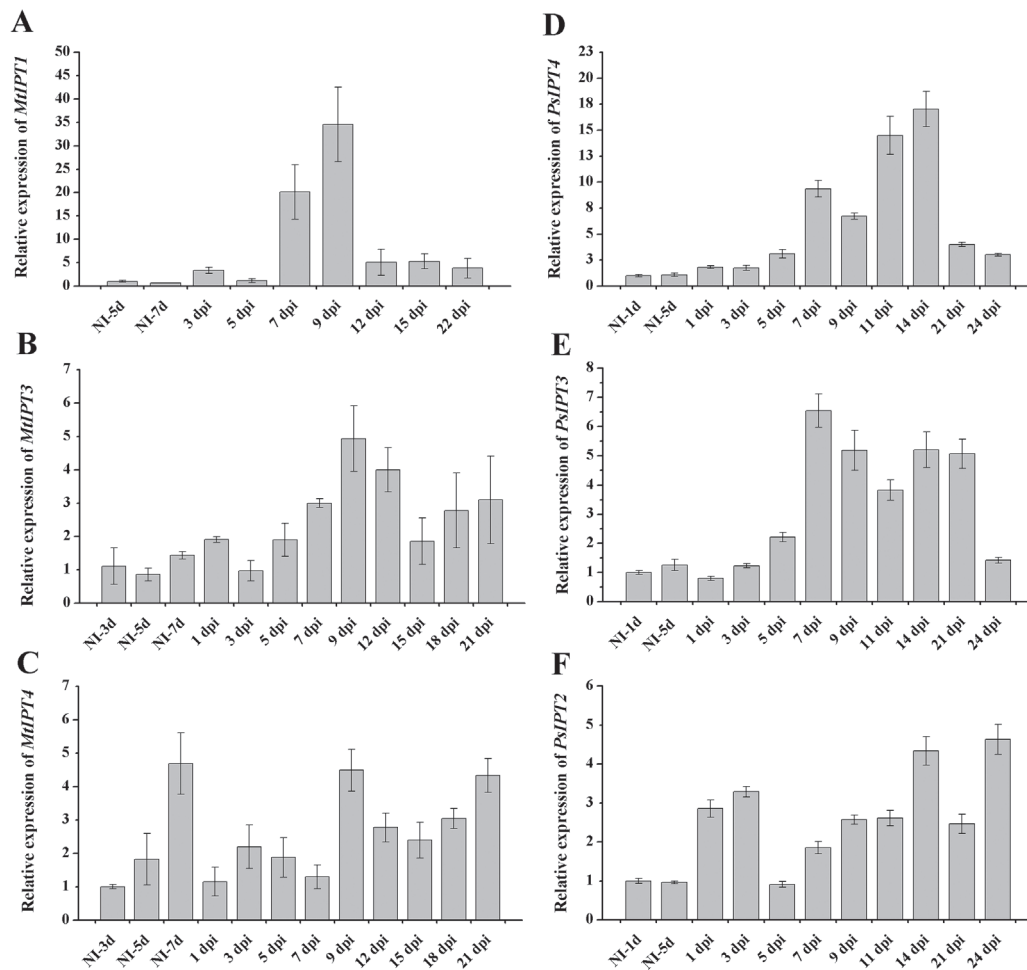 A
Relative expression of MtIPT1
50
45
40
35
30
25
20
15
10
5
0
NI-5d NI-7d 3 dpi 5 dpi 7 dpi 9 dpi 12 dpi 15 dpi 22 dpi
B
Relative expression of MtIPT3
7
6
5
4
3
2
1
0
NI-3d NI-5d NI-7d 1 dpi 3 dpi 5 dpi 7 dpi 9 dpi 12 dpi 15 dpi 18 dpi 21 dpi
C
Relative expression of MtIPT4
7
6
5
4
3
2
1
0
NI-3d NI-5d NI-7d 1 dpi 3 dpi 5 dpi 7 dpi 9 dpi 12 dpi 15 dpi 18 dpi 21 dpi
D
Relative expression of PsIPT4
23
20
18
15
13
10
8
5
3
0
NI-1d NI-5d 1 dpi 3 dpi 5 dpi 7 dpi 9 dpi 11 dpi 14 dpi 21 dpi 24 dpi
E
Relative expression of PsIPT3
8
7
6
5
4
3
2
1
0
NI-1d NI-5d 1 dpi 3 dpi 5 dpi 7 dpi 9 dpi 11 dpi 14 dpi 21 dpi 24 dpi
F
Relative expression of PsIPT2
6
5
4
3
2
1
0
NI-1d NI-5d 1 dpi 3 dpi 5 dpi 7 dpi 9 dpi 11 dpi 14 dpi 21 dpi 24 dpi